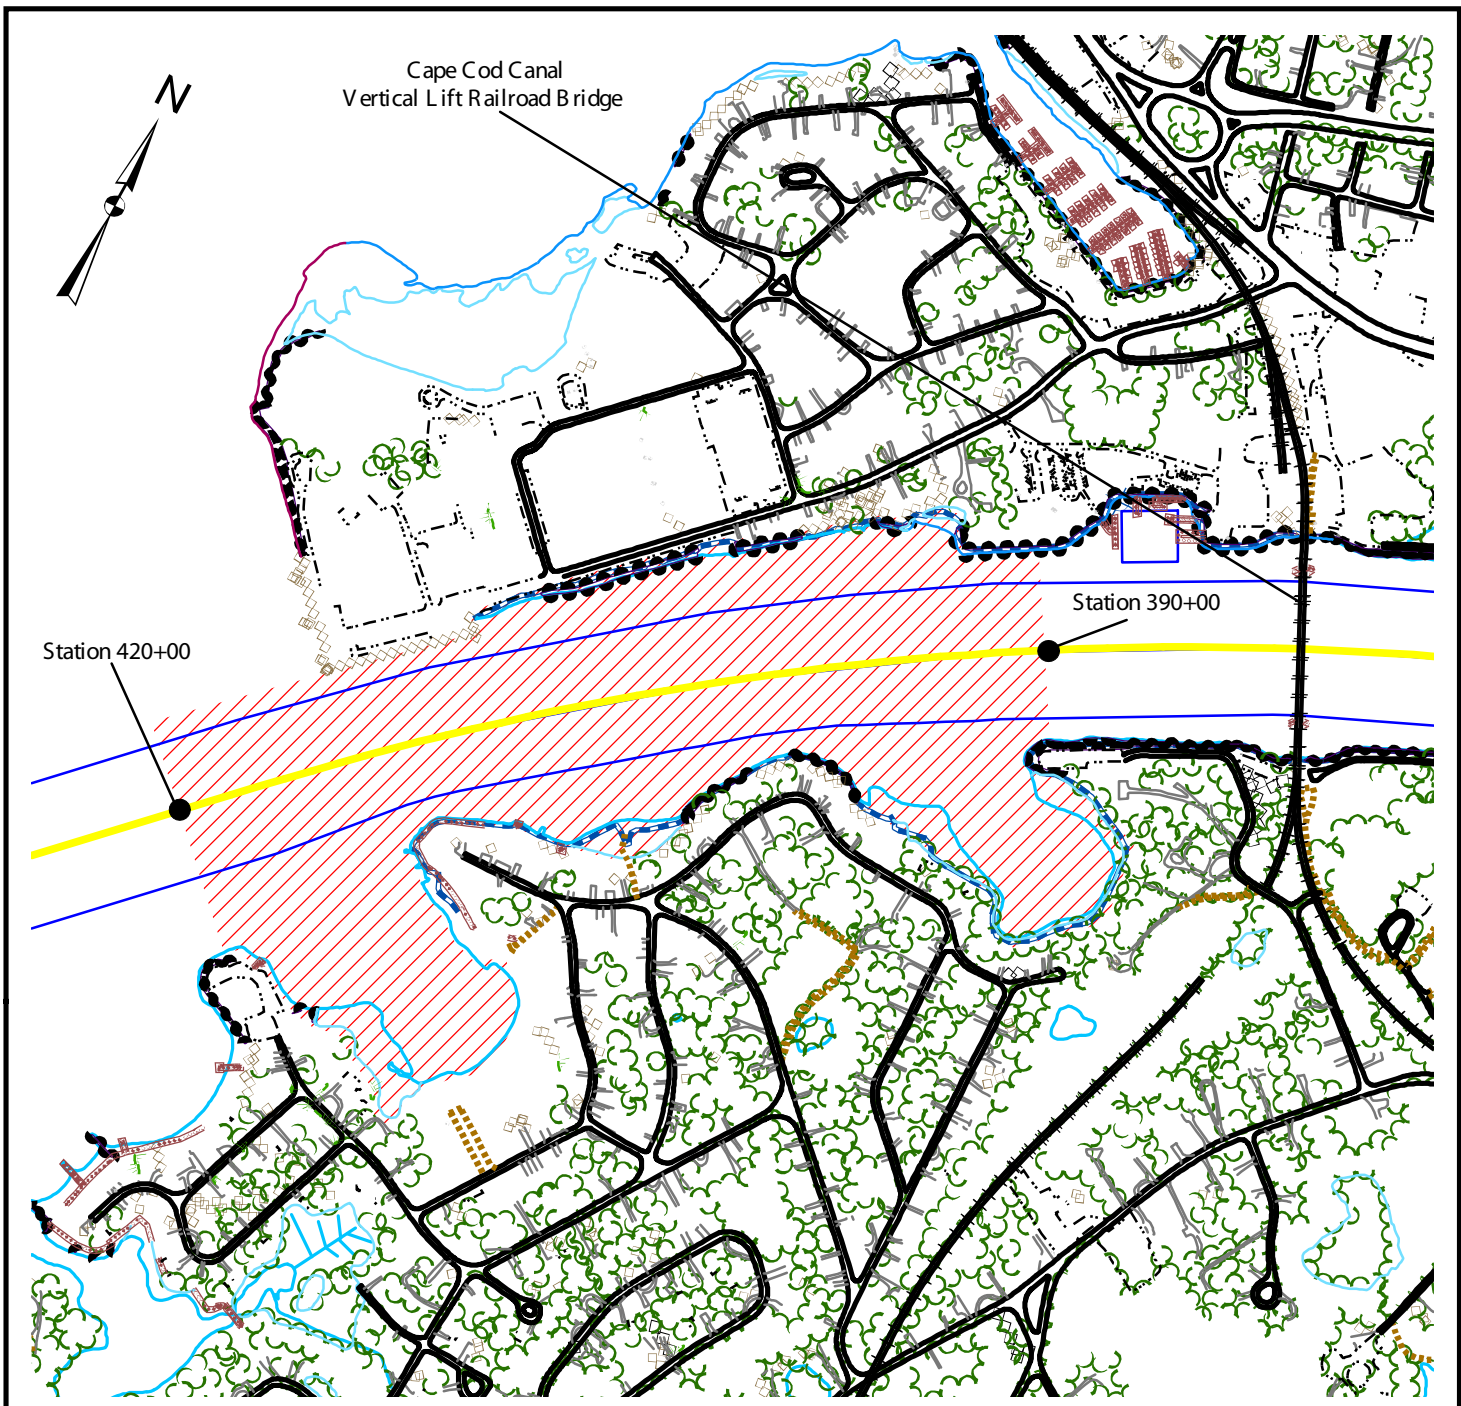 N
Cape Cod Canal
Vertical Lift Railroad Bridge
Station 390+00
Station 420+00